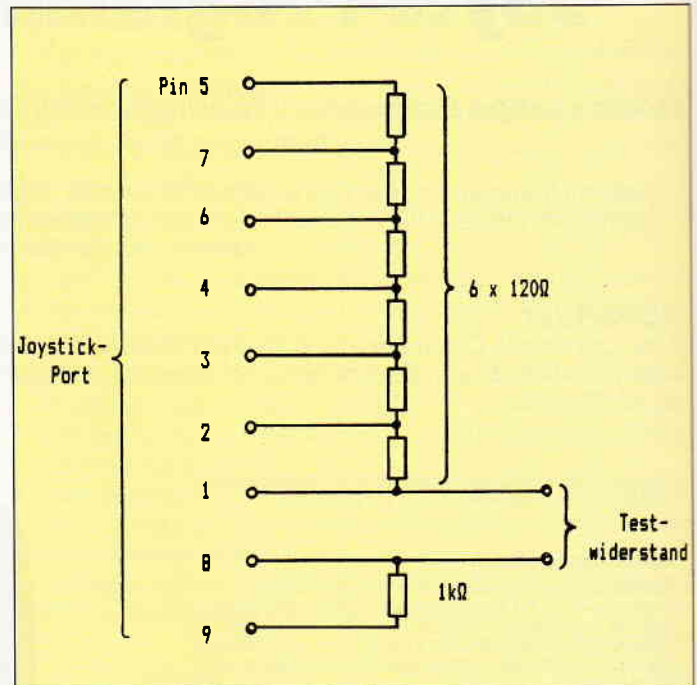 Pin 5
7
6
4
6 x 120Ω
Joystick-
Port
3
2
1
Test-
widerstand
8
1kΩ
9